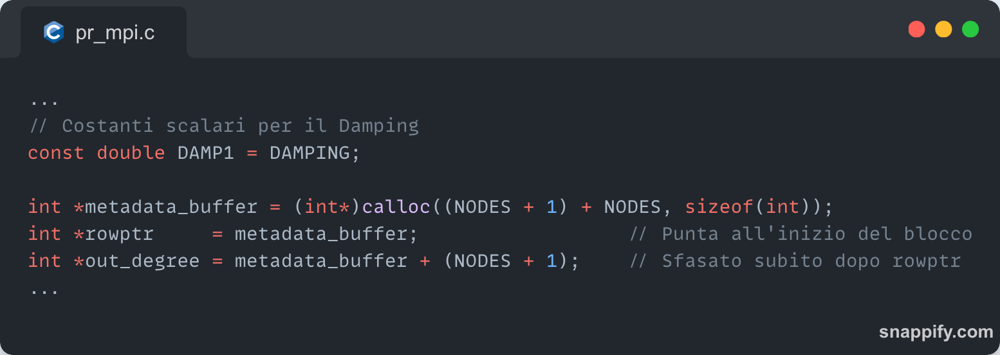 pr_mpi.c
...
// Costanti scalari per il Damping
const double DAMP1 = DAMPING;
int *metadata_buffer = (int*)calloc((NODES + 1) + NODES, sizeof(int));
int *rowptr     = metadata_buffer;                  // Punta all'inizio del blocco
int *out_degree = metadata_buffer + (NODES + 1);    // Sfasato subito dopo rowptr
...
snappify.com